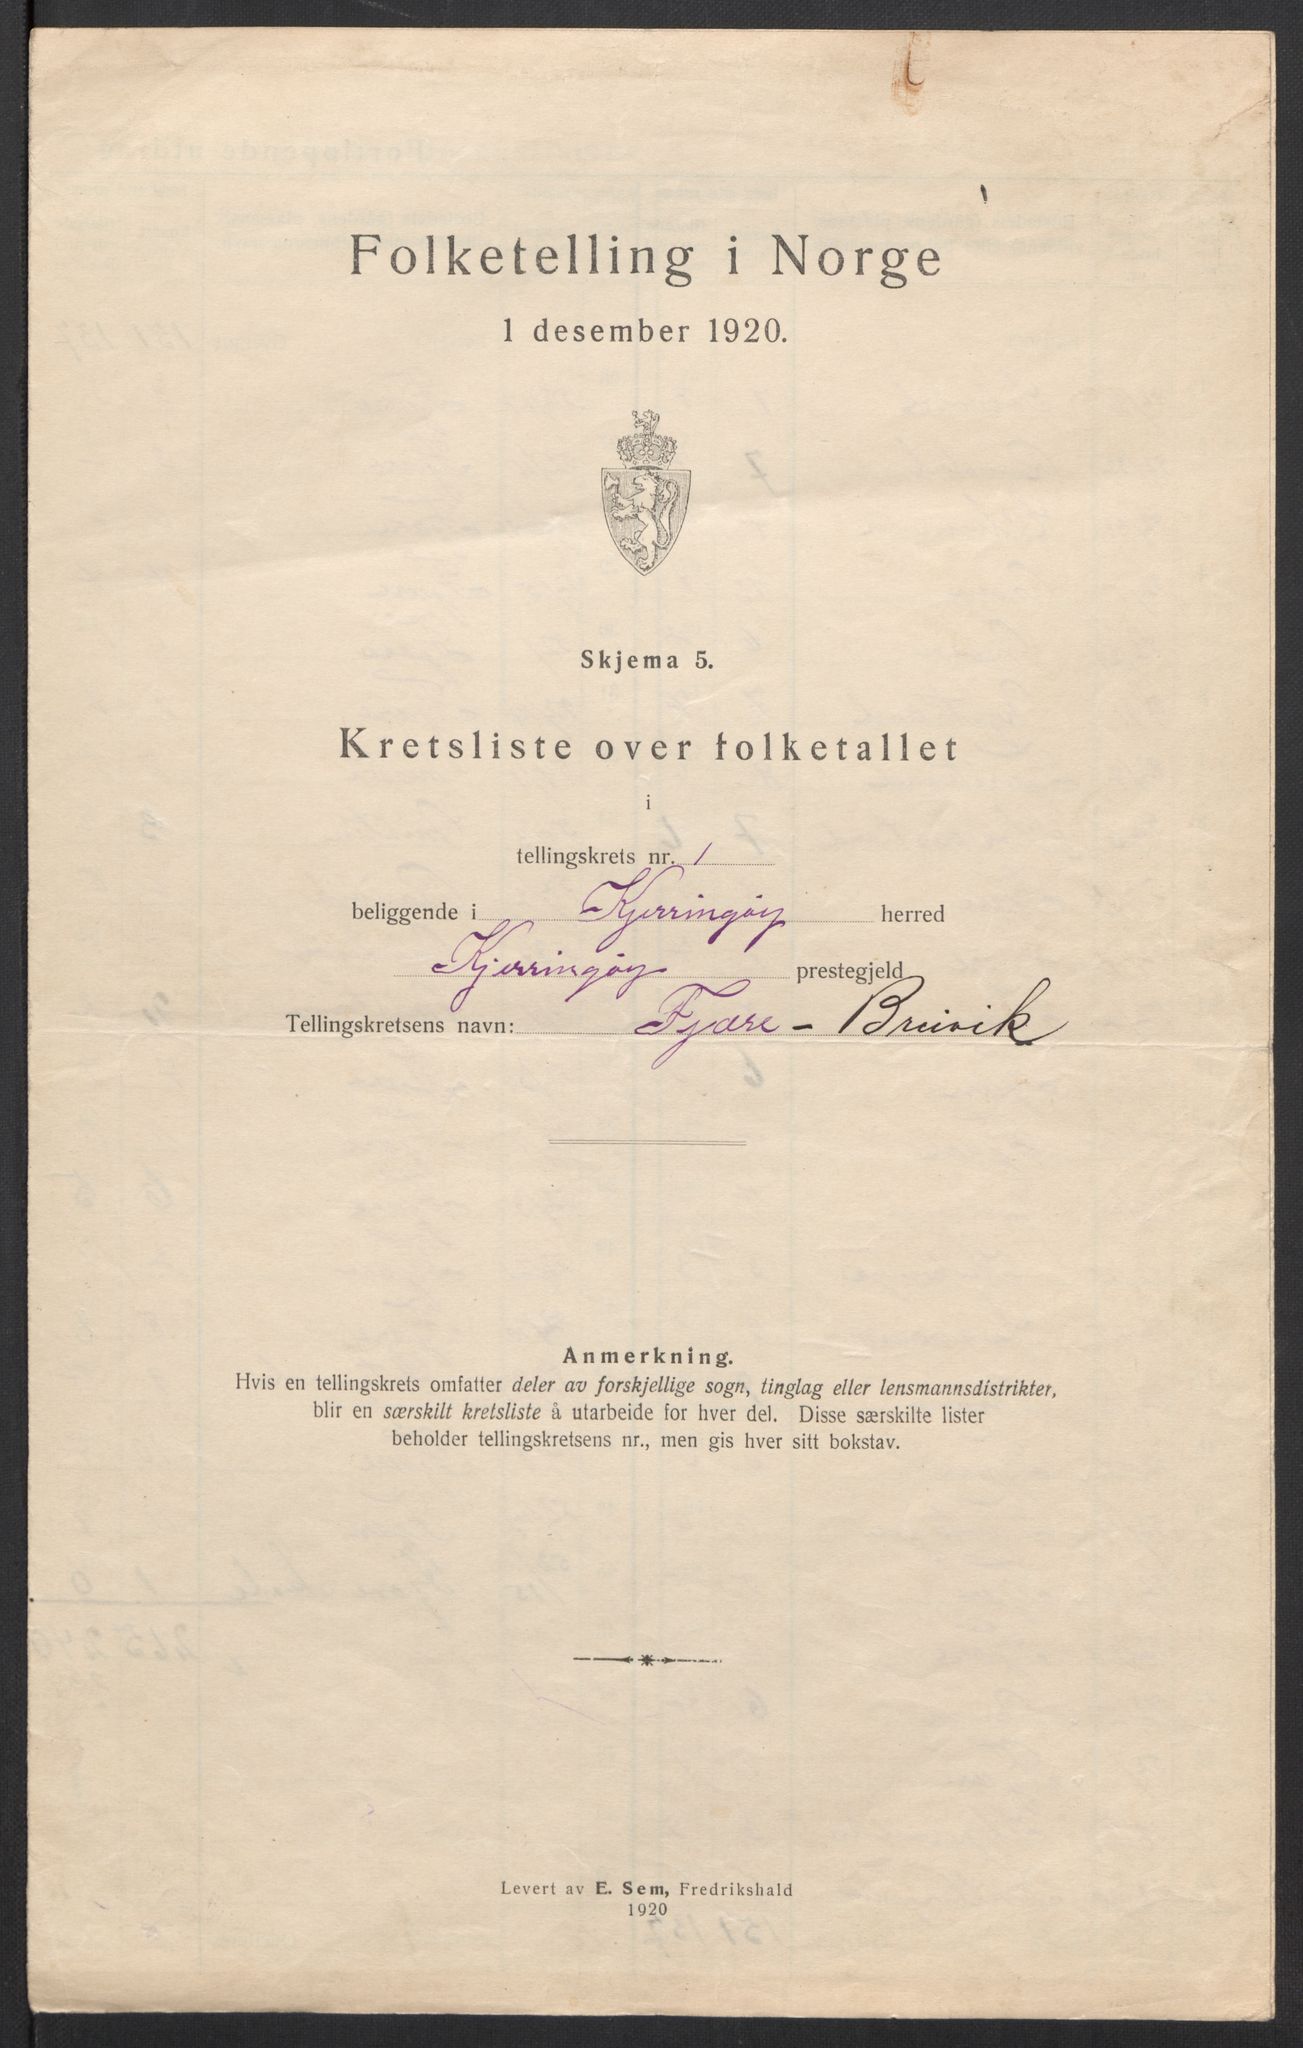 Folketelling i Norge
1 desember 1920.
Skjema 5.
Kretsliste over folketallet
i
tellingskrets nr. 1
beliggende i Kjerringøy herred
Kjerringøy prestegjeld
Tellingskretsens navn: Fjære - Breivik
Anmerkning.
Hvis en tellingskrets omfatter deler av forskjellige sogn, tinglag eller lensmannsdistrikter,
blir en særskilt kretsliste å utarbeide for hver del. Disse særskilte lister
beholder tellingskretsens nr., men gis hver sitt bokstav.
Levert av E. Sem, Fredrikshald
1920